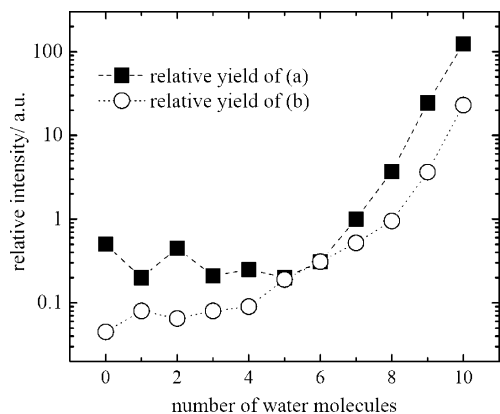 100
10
1
0.1
relative intensity/ a.u.
relative yield of (a)
relative yield of (b)
0 2 4 6 8 10
number of water molecules